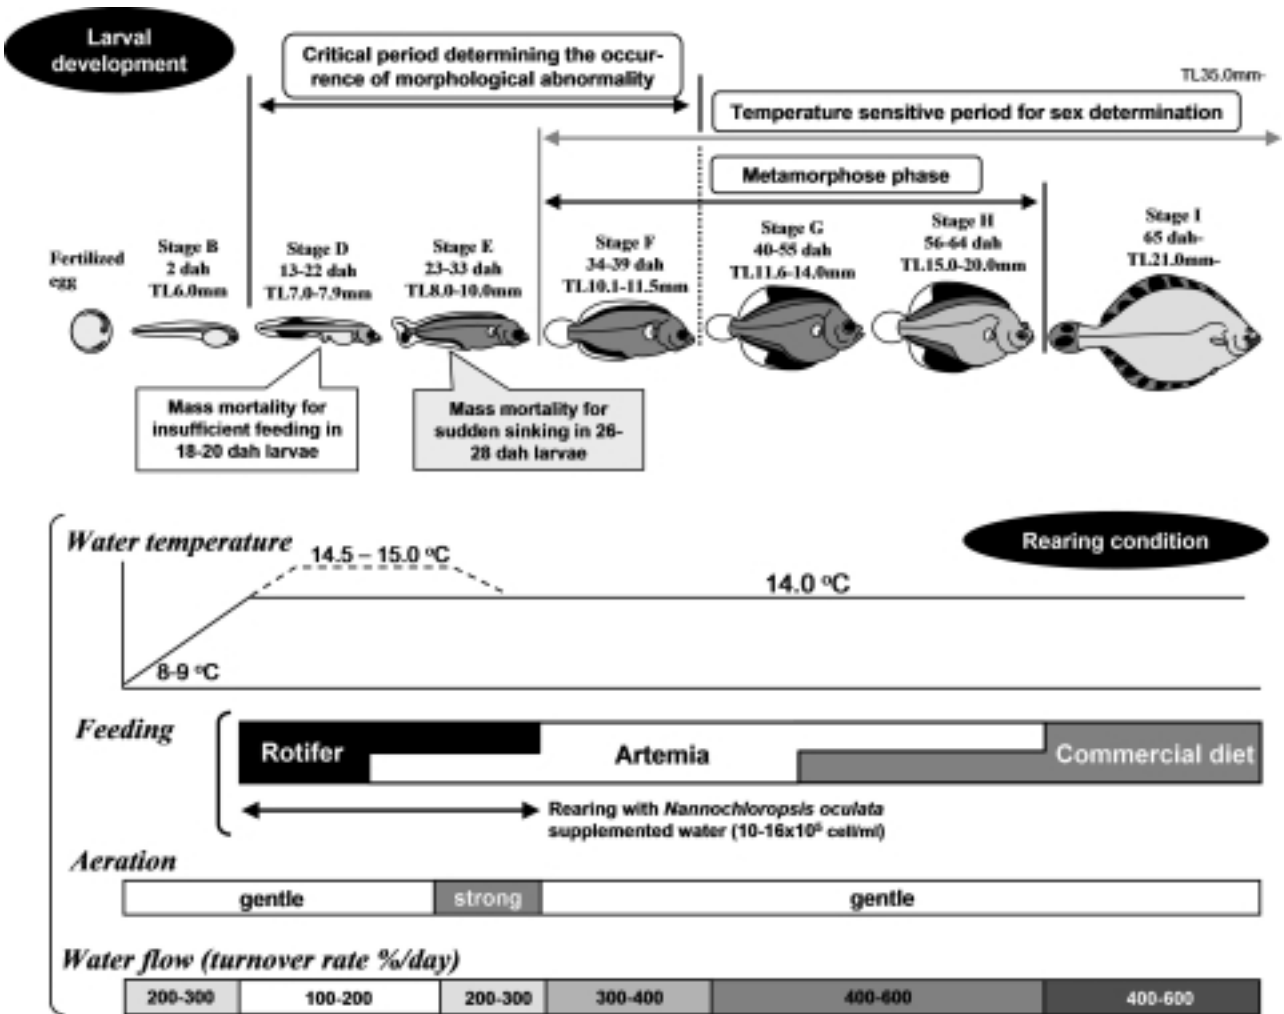 Larval
development
Critical period determining the occur-
rence of morphological abnormality
TL35.0mm-
Temperature sensitive period for sex determination
Metamorphose phase
Fertilized
egg
Stage B
2 dah
TL6.0mm
Stage D
13-22 dah
TL7.0-7.9mm
Stage E
23-33 dah
TL8.0-10.0mm
Stage F
34-39 dah
TL10.1-11.5mm
Stage G
40-55 dah
TL11.6-14.0mm
Stage H
56-64 dah
TL15.0-20.0mm
Stage I
65 dah-
TL21.0mm-
Mass mortality for
insufficient feeding in
18-20 dah larvae
Mass mortality for
sudden sinking in 26-
28 dah larvae
Rearing condition
Water temperature
14.5 – 15.0 °C
14.0 °C
8-9 °C
Feeding
Rotifer
Artemia
Commercial diet
Rearing with Nannochloropsis oculata
supplemented water cell/ml)
Aeration
gentle
strong
gentle
Water flow (turnover rate %/day)
200-300
100-200
200-300
300-400
400-600
400-600